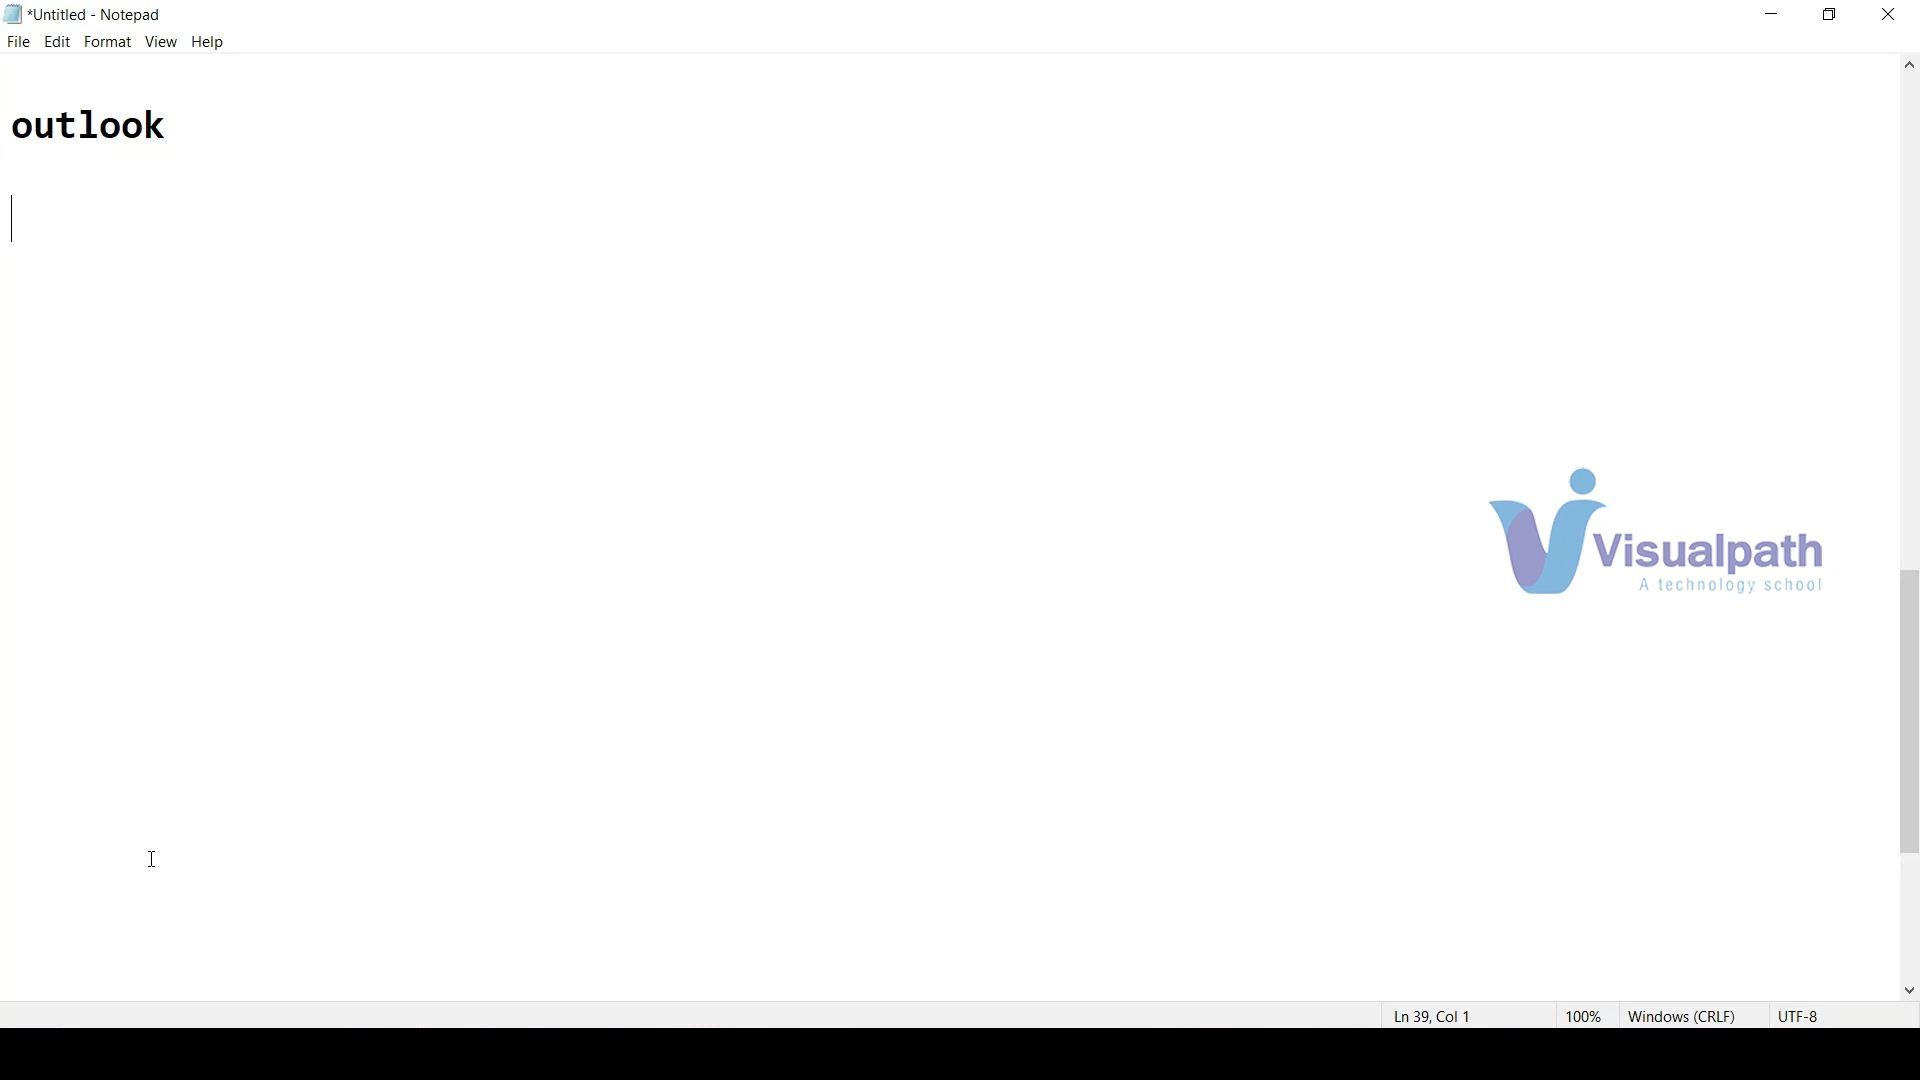 *Untitled - Notepad
File Edit Format View Help
outlook
Visualpath
A technology school
Ln 39, Col 1 100% Windows (CRLF) UTF-8